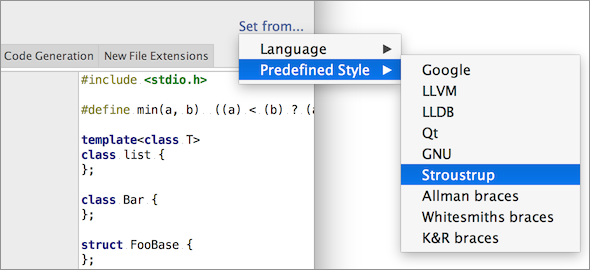 Set from...
Code Generation New File Extensions
Language
Predefined Style
Google
LLVM
LLDB
Qt
GNU
Stroustrup
Allman braces
Whitesmiths braces
K&R braces
#include <stdio.h>
#define min(a, b) ((a) < (b) ? (a
template<class T>
class list {
};
class Bar {
};
struct FooBase {
};